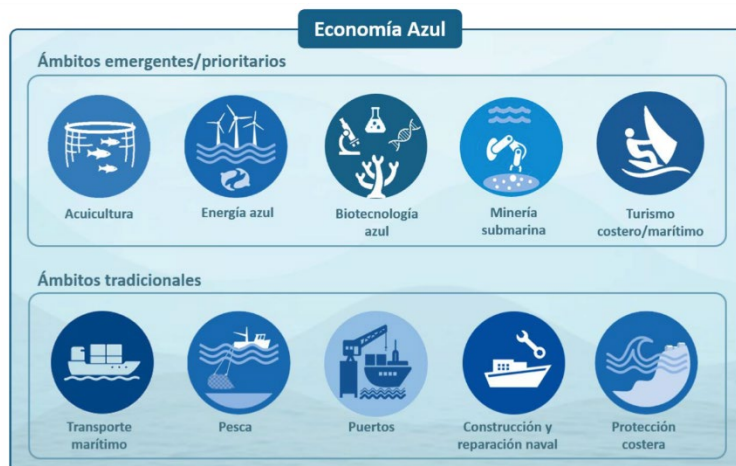 Economía Azul
Ámbitos emergentes/prioritarios
Acuicultura
Energía azul
Biotecnología
azul
Minería
submarina
Turismo
costero/marítimo
Ámbitos tradicionales
Transporte
marítimo
Pesca
Puertos
Construcción y
reparación naval
Protección
costera